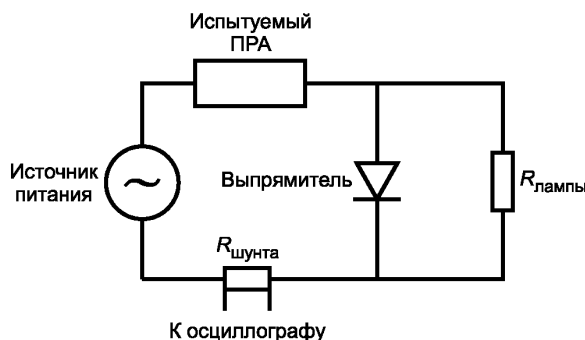 Испытуемый
ПРА
Источник
питания
Выпрямитель
Rлампы
Rшунта
К осциллографу